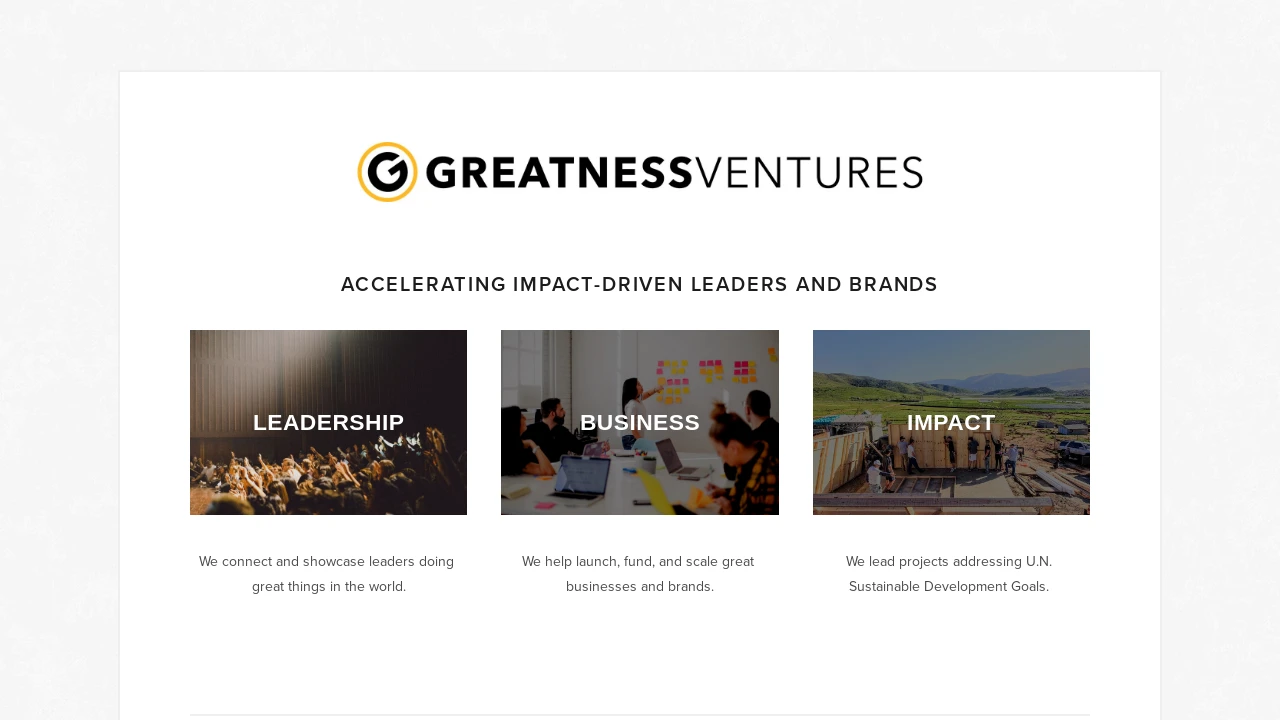 GREATNESSVENTURES
ACCELERATING IMPACT-DRIVEN LEADERS AND BRANDS
LEADERSHIP
BUSINESS
IMPACT
We connect and showcase leaders doing
great things in the world.
We help launch, fund, and scale great
businesses and brands.
We lead projects addressing U.N.
Sustainable Development Goals.